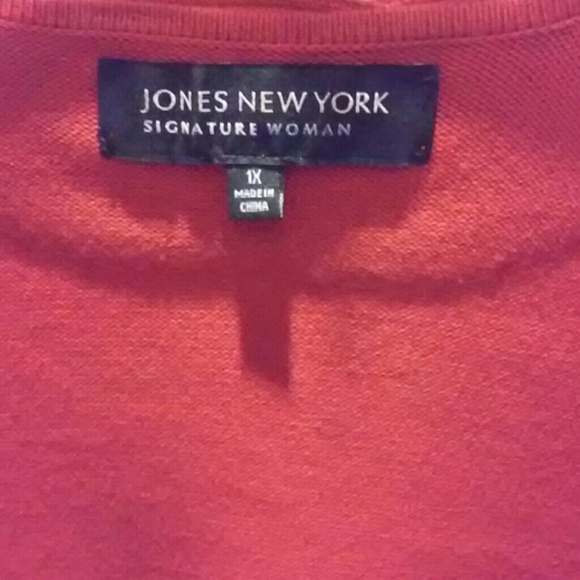 JONES NEW YORK
SIGNATURE WOMAN
1X
MADE IN
CHINA